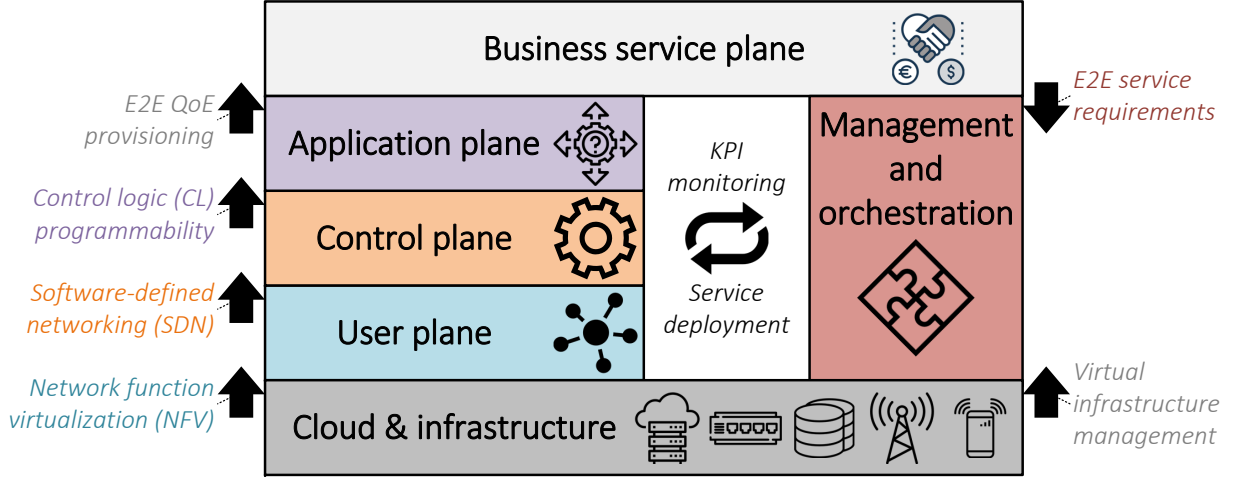 Business service plane
€ $
E2E QoE
provisioning
E2E service
requirements
Application plane
?
KPI
monitoring
Management
and
orchestration
Control logic (CL)
programmability
Control plane
Software-defined
networking (SDN)
Service
deployment
User plane
Network function
virtualization (NFV)
Cloud & infrastructure
Virtual
infrastructure
management